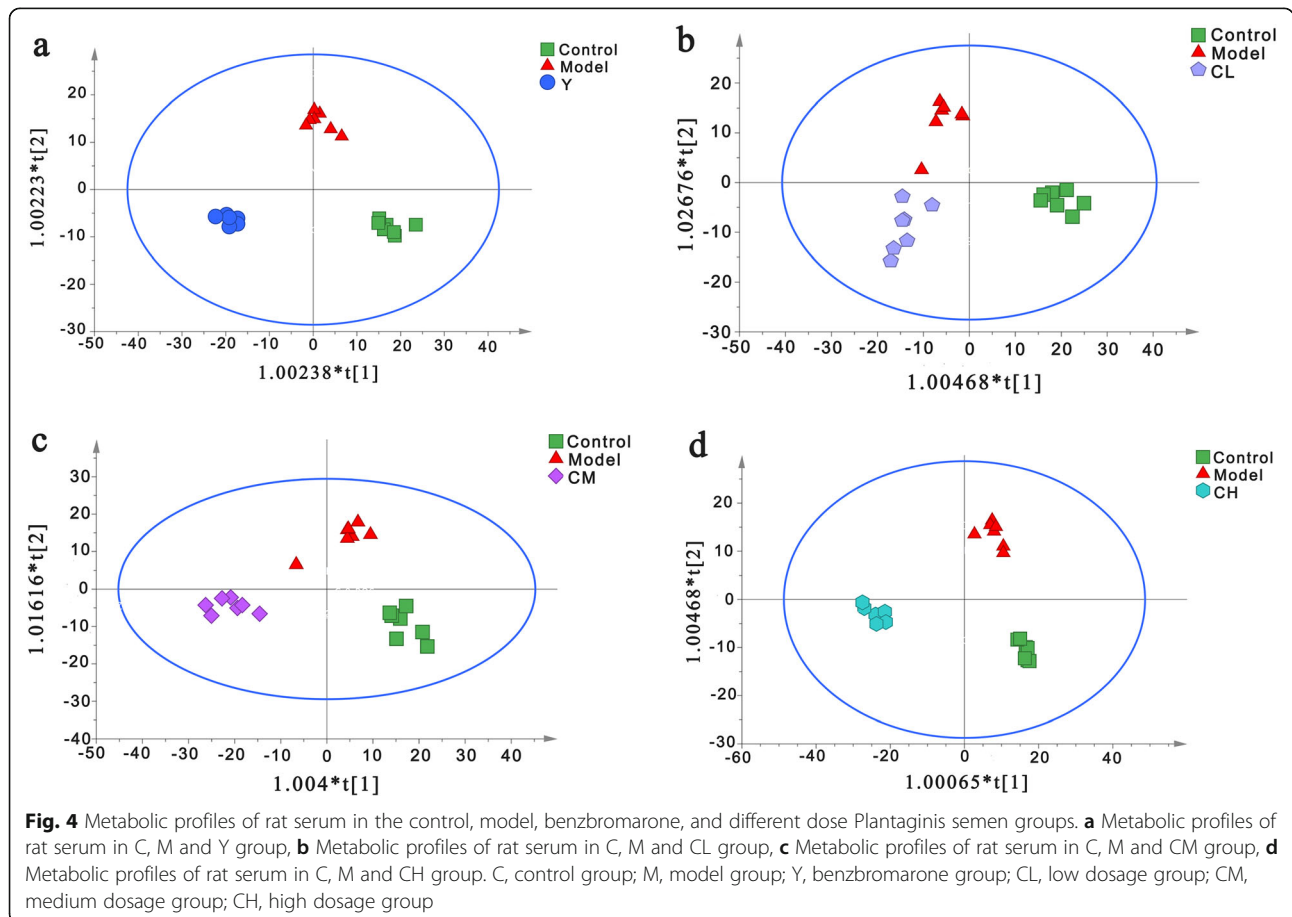 a
Control
Model
Y
20
10
0
-10
-20
-30
-50 -40 -30 -20 -10 0 10 20 30 40
1.00223*t[2]
1.00238*t[1]
b
Control
Model
CL
30
20
10
0
-10
-20
-30
-50 -40 -30 -20 -10 0 10 20 30 40
1.02676*t[2]
1.00468*t[1]
c
Control
Model
CM
30
20
10
0
-10
-20
-30
-40
-50 -40 -30 -20 -10 0 10 20 30 40
1.01616*t[2]
1.004*t[1]
d
Control
Model
CH
20
10
0
-10
-20
-30
-60 -40 -20 0 20 40
1.00468*t[2]
1.00065*t[1]
Fig. 4 Metabolic profiles of rat serum in the control, model, benzbromarone, and different dose Plantaginis semen groups. a Metabolic profiles of
rat serum in C, M and Y group, b Metabolic profiles of rat serum in C, M and CL group, c Metabolic profiles of rat serum in C, M and CM group, d
Metabolic profiles of rat serum in C, M and CH group. C, control group; M, model group; Y, benzbromarone group; CL, low dosage group; CM,
medium dosage group; CH, high dosage group